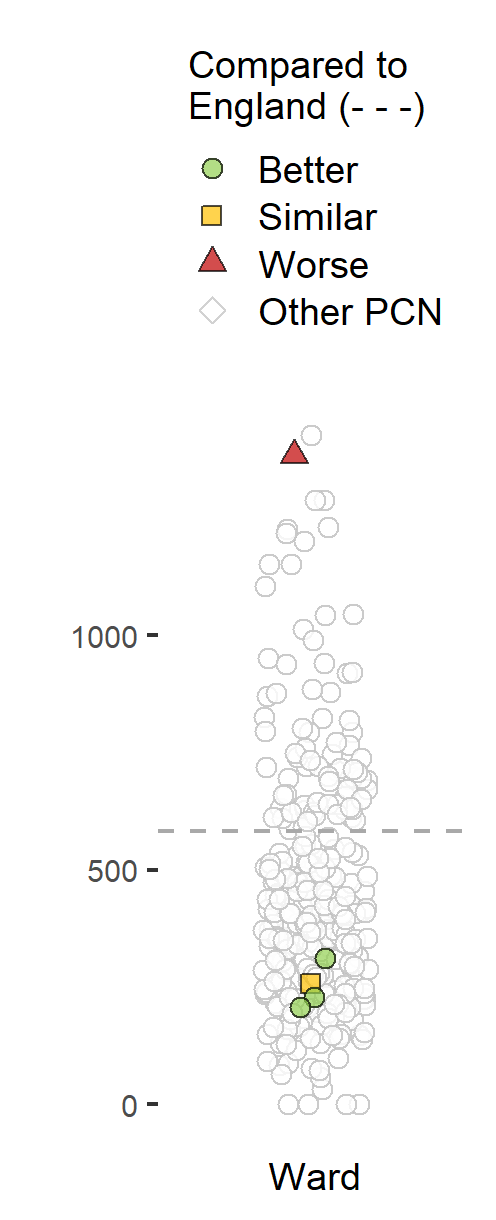 Compared to
England (- - -)
Better
Similar
Worse
Other PCN
1000
500
0
Ward